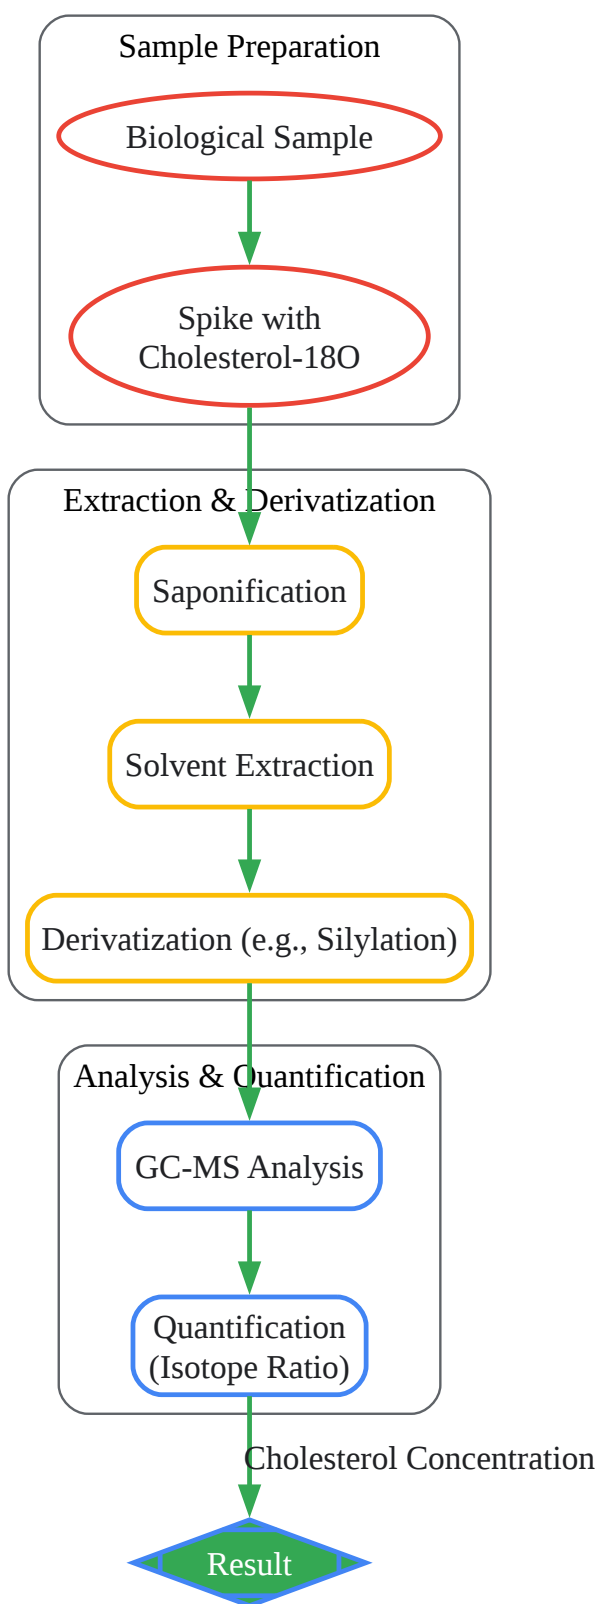 Sample Preparation
Biological Sample
Spike with
Cholesterol-18O
Extraction & Derivatization
Saponification
Solvent Extraction
Derivatization (e.g., Silylation)
Analysis & Quantification
GC-MS Analysis
Quantification
(Isotope Ratio)
Cholesterol Concentration
Result